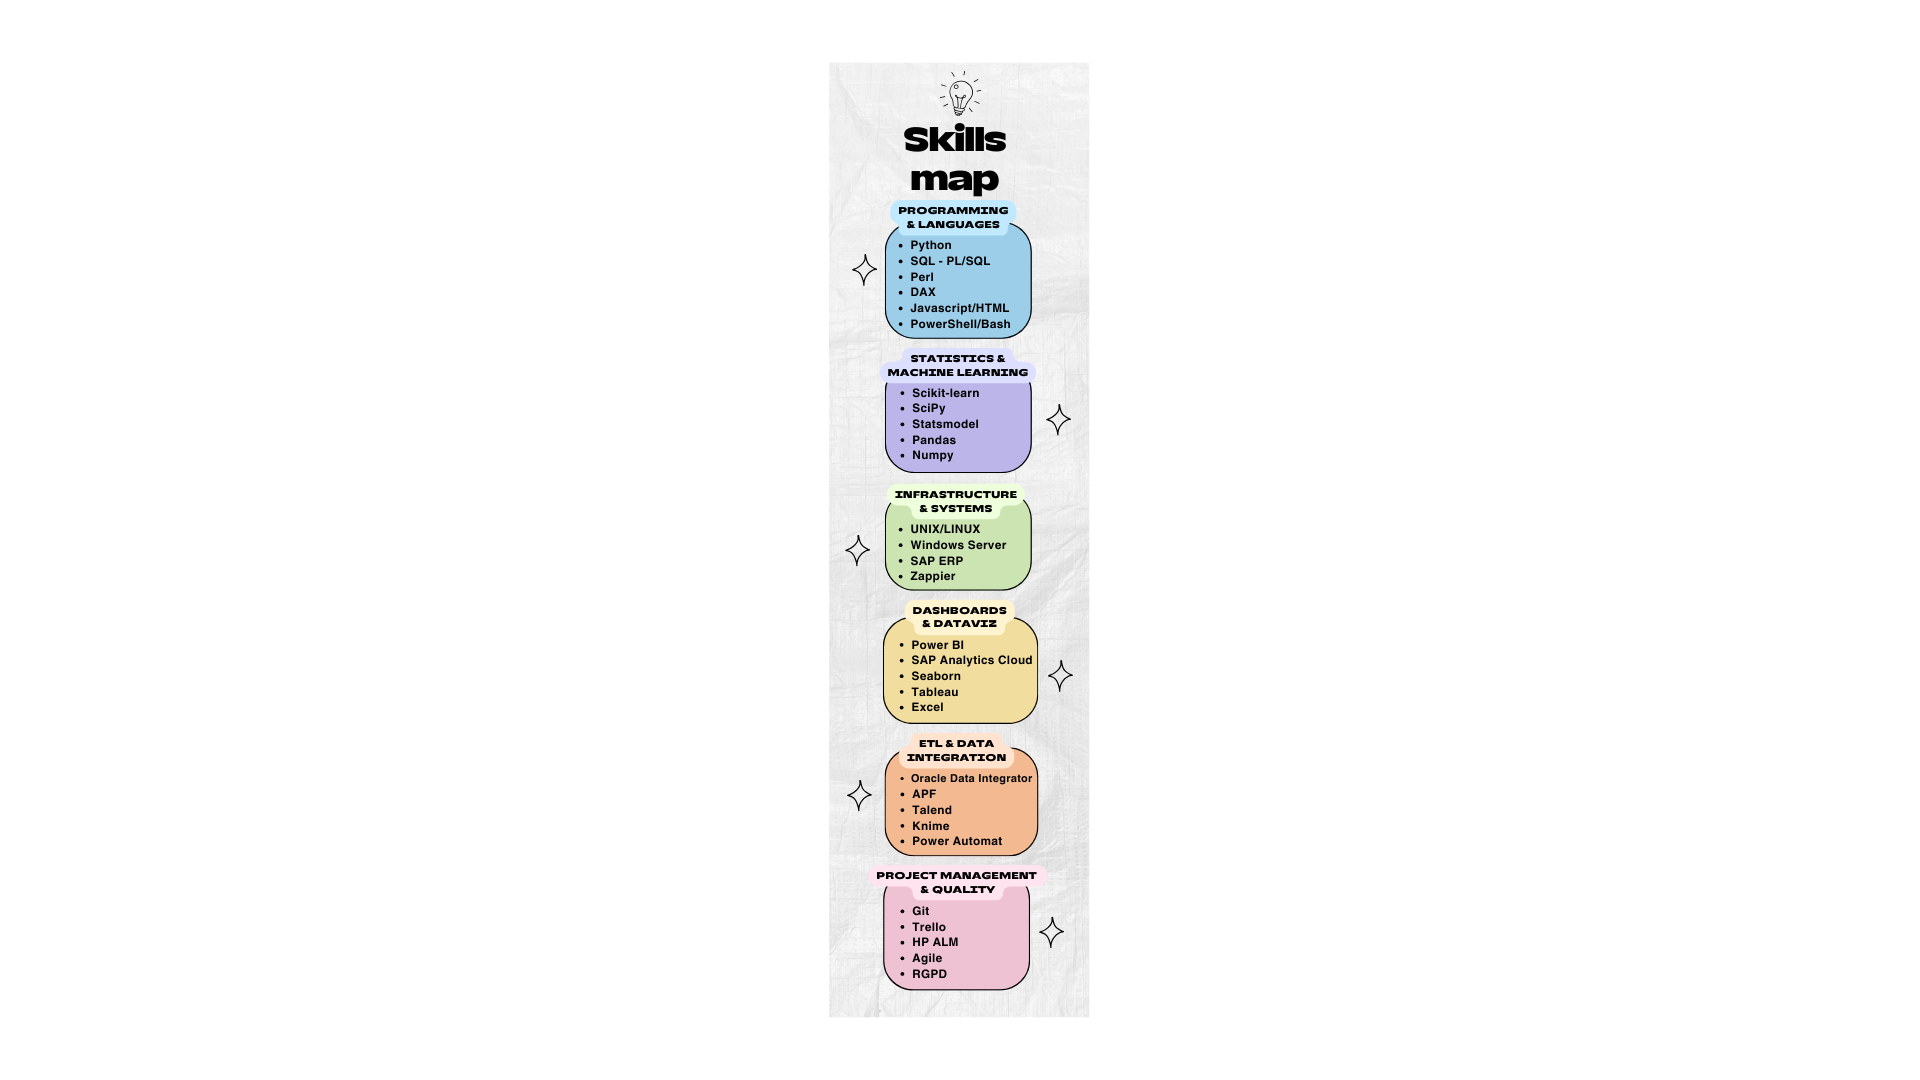 Skills
map
PROGRAMMING
& LANGUAGES
Python
SQL - PL/SQL
Perl
DAX
Javascript/HTML
PowerShell/Bash
STATISTICS &
MACHINE LEARNING
Scikit-learn
SciPy
Statsmodel
Pandas
Numpy
INFRASTRUCTURE
& SYSTEMS
UNIX/LINUX
Windows Server
SAP ERP
Zappier
DASHBOARDS
& DATAVIZ
Power BI
SAP Analytics Cloud
Seaborn
Tableau
Excel
ETL & DATA
INTEGRATION
Oracle Data Integrator
APF
Talend
Knime
Power Automat
PROJECT MANAGEMENT
& QUALITY
Git
Trello
HP ALM
Agile
RGPD